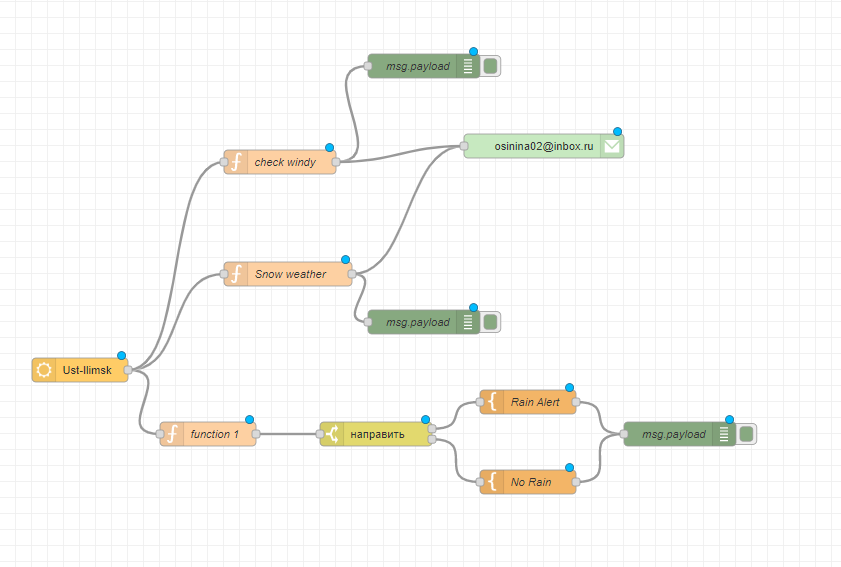 msg.payload
check windy
osinina02@inbox.ru
Snow weather
msg.payload
Ust-Ilimsk
function 1
направить
Rain Alert
msg.payload
No Rain